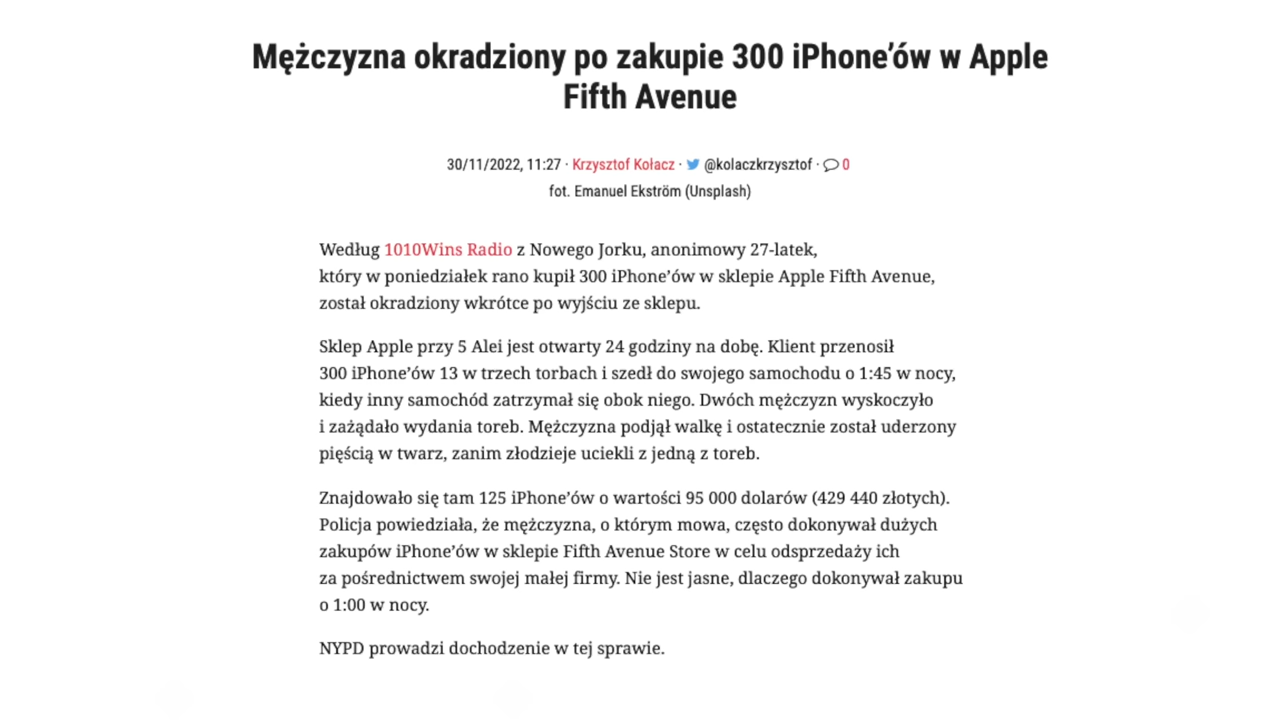 Mężczyzna okradziony po zakupie 300 iPhone’ów w Apple
Fifth Avenue
30/11/2022, 11:27 · Krzysztof Kołacz · @kolaczkrzysztof · 0
fot. Emanuel Ekström (Unsplash)
Według 1010Wins Radio z Nowego Jorku, anonimowy 27-latek,
który w poniedziałek rano kupił 300 iPhone’ów w sklepie Apple Fifth Avenue,
został okradziony wkrótce po wyjściu ze sklepu.
Sklep Apple przy 5 Alei jest otwarty 24 godziny na dobę. Klient przenosił
300 iPhone’ów 13 w trzech torbach i szedł do swojego samochodu o 1:45 w nocy,
kiedy inny samochód zatrzymał się obok niego. Dwóch mężczyzn wyskoczyło
i zażądało wydania toreb. Mężczyzna podjął walkę i ostatecznie został uderzony
pięścią w twarz, zanim złodzieje uciekli z jedną z toreb.
Znajdowało się tam 125 iPhone’ów o wartości 95 000 dolarów (429 440 złotych).
Policja powiedziała, że mężczyzna, o którym mowa, często dokonywał dużych
zakupów iPhone’ów w sklepie Fifth Avenue Store w celu odsprzedaży ich
za pośrednictwem swojej małej firmy. Nie jest jasne, dlaczego dokonywał zakupu
o 1:00 w nocy.
NYPD prowadzi dochodzenie w tej sprawie.